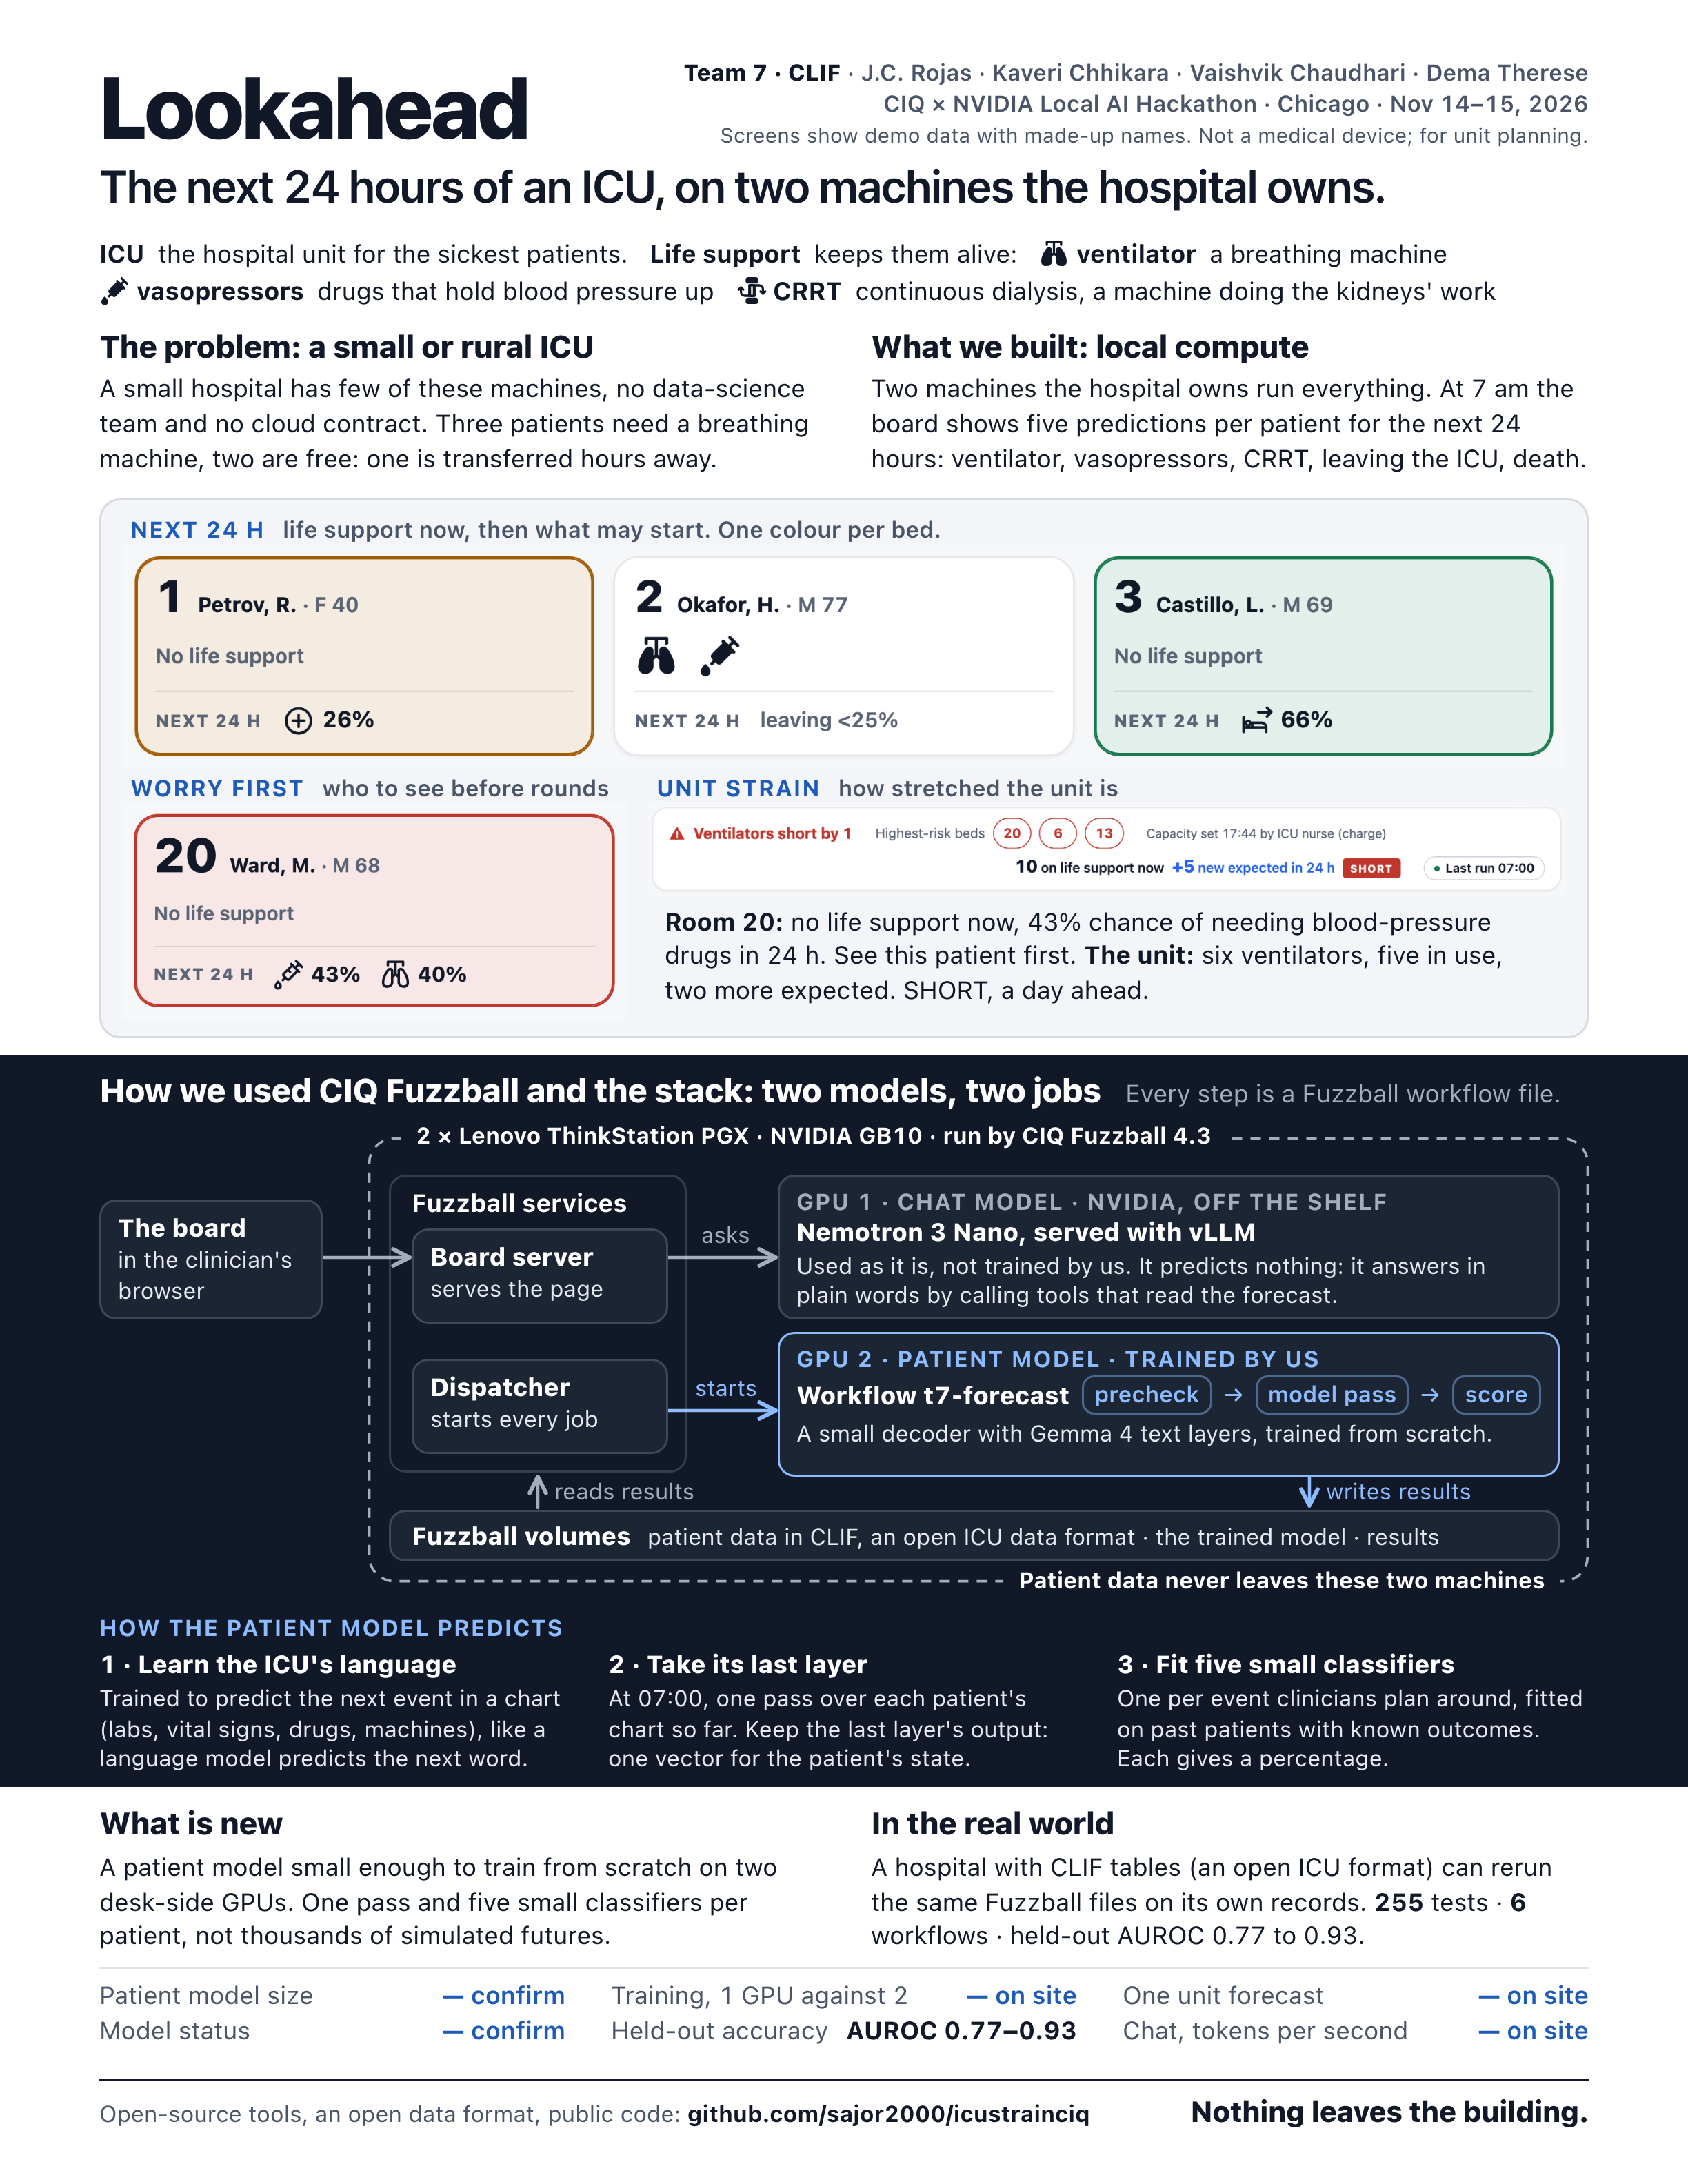 Lookahead
Team 7 · CLIF · J.C. Rojas · Kaveri Chhikara · Vaishvik Chaudhari · Dema Therese
CIQ × NVIDIA Local AI Hackathon · Chicago · Nov 14–15, 2026
Screens show demo data with made-up names. Not a medical device; for unit planning.
The next 24 hours of an ICU, on two machines the hospital owns.
ICU the hospital unit for the sickest patients. Life support keeps them alive: ventilator a breathing machine
vasopressors drugs that hold blood pressure up CRRT continuous dialysis, a machine doing the kidneys' work
The problem: a small or rural ICU
A small hospital has few of these machines, no data-science
team and no cloud contract. Three patients need a breathing
machine, two are free: one is transferred hours away.
What we built: local compute
Two machines the hospital owns run everything. At 7 am the
board shows five predictions per patient for the next 24
hours: ventilator, vasopressors, CRRT, leaving the ICU, death.
NEXT 24 H life support now, then what may start. One colour per bed.
1 Petrov, R. · F 40
No life support
NEXT 24 H 26%
2 Okafor, H. · M 77
NEXT 24 H leaving <25%
3 Castillo, L. · M 69
No life support
NEXT 24 H 66%
WORRY FIRST who to see before rounds
20 Ward, M. · M 68
No life support
NEXT 24 H 43% 40%
UNIT STRAIN how stretched the unit is
Ventilators short by 1 Highest-risk beds 20 6 13 Capacity set 17:44 by ICU nurse (charge)
10 on life support now +5 new expected in 24 h SHORT Last run 07:00
Room 20: no life support now, 43% chance of needing blood-pressure
drugs in 24 h. See this patient first. The unit: six ventilators, five in use,
two more expected. SHORT, a day ahead.
How we used CIQ Fuzzball and the stack: two models, two jobs Every step is a Fuzzball workflow file.
2 × Lenovo ThinkStation PGX · NVIDIA GB10 · run by CIQ Fuzzball 4.3
The board
in the clinician's
browser
Fuzzball services
Board server
serves the page
Dispatcher
starts every job
asks
starts
GPU 1 · CHAT MODEL · NVIDIA, OFF THE SHELF
Nemotron 3 Nano, served with vLLM
Used as it is, not trained by us. It predicts nothing: it answers in
plain words by calling tools that read the forecast.
GPU 2 · PATIENT MODEL · TRAINED BY US
Workflow t7-forecast precheck → model pass → score
A small decoder with Gemma 4 text layers, trained from scratch.
reads results
writes results
Fuzzball volumes patient data in CLIF, an open ICU data format · the trained model · results
Patient data never leaves these two machines
HOW THE PATIENT MODEL PREDICTS
1 · Learn the ICU's language
Trained to predict the next event in a chart
(labs, vital signs, drugs, machines), like a
language model predicts the next word.
2 · Take its last layer
At 07:00, one pass over each patient's
chart so far. Keep the last layer's output:
one vector for the patient's state.
3 · Fit five small classifiers
One per event clinicians plan around, fitted
on past patients with known outcomes.
Each gives a percentage.
What is new
A patient model small enough to train from scratch on two
desk-side GPUs. One pass and five small classifiers per
patient, not thousands of simulated futures.
In the real world
A hospital with CLIF tables (an open ICU format) can rerun
the same Fuzzball files on its own records. 255 tests · 6
workflows · held-out AUROC 0.77 to 0.93.
Patient model size — confirm
Training, 1 GPU against 2 — on site
One unit forecast — on site
Model status — confirm
Held-out accuracy AUROC 0.77–0.93
Chat, tokens per second — on site
Open-source tools, an open data format, public code: github.com/sajor2000/icustrainciq
Nothing leaves the building.